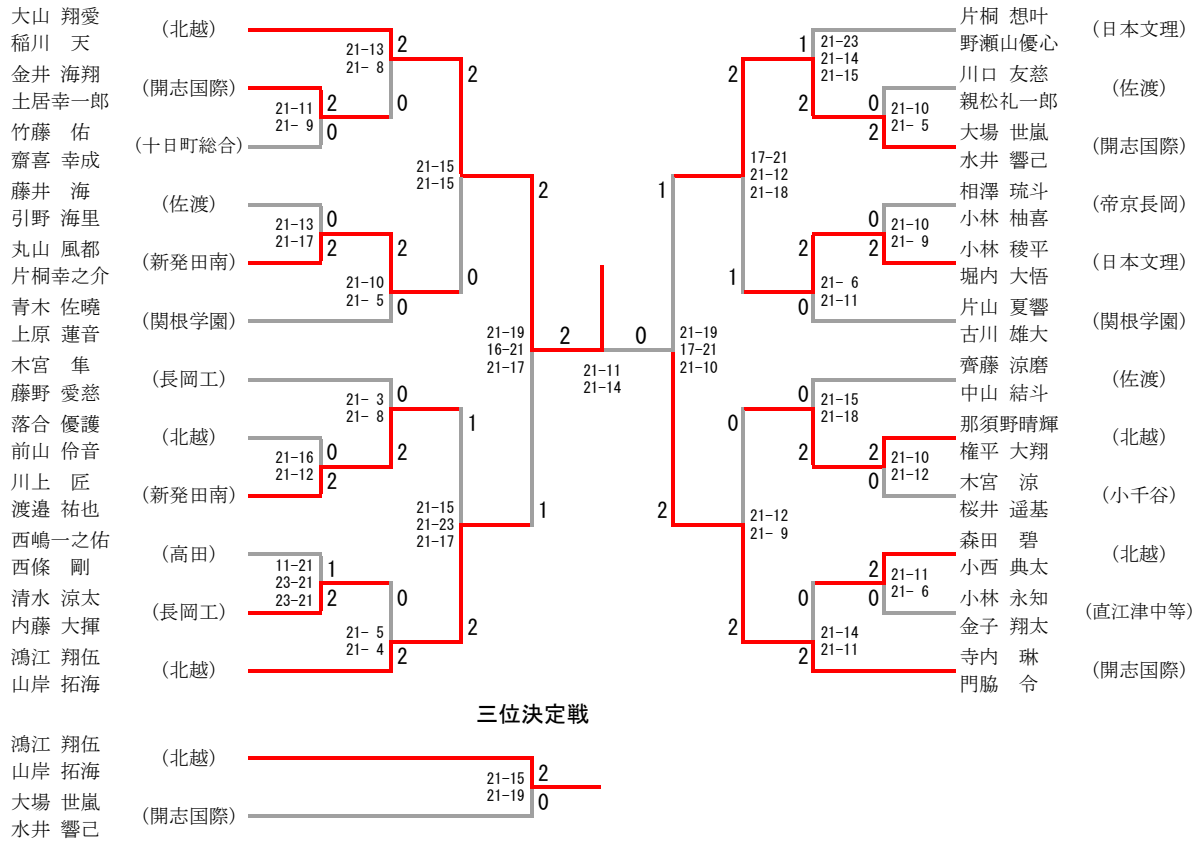 大山 翔愛
稲川 天
(北越)
金井 海翔
土居幸一郎
(開志国際)
竹藤 佑
齋喜 幸成
(十日町総合)
藤井 海
引野 海里
(佐渡)
丸山 風都
片桐幸之介
(新発田南)
青木 佐曉
上原 蓮音
(関根学園)
木宮 隼
藤野 愛慈
(長岡工)
落合 優護
前山 伶音
(北越)
川上 匠
渡邉 祐也
(新発田南)
西嶋一之佑
西條 剛
(高田)
清水 涼太
内藤 大揮
(長岡工)
鴻江 翔伍
山岸 拓海
(北越)
21-11
21- 9
2
0
21-13
21-17
0
2
21-16
21-12
0
2
11-21
23-21
23-21
1
2
21-13
21- 8
2
0
21-10
21- 5
2
0
21- 3
21- 8
0
2
21- 5
21- 4
0
2
21-15
21-15
2
0
21-15
21-23
21-17
1
2
21-19
16-21
21-17
2
1
2
0
21-11
21-14
21-19
17-21
21-10
1
2
17-21
21-12
21-18
2
1
21-12
21- 9
0
2
21-23
21-14
21-15
1
2
21- 6
21-11
2
0
21-15
21-18
0
2
21-14
21-11
0
2
21-10
21- 5
0
2
21-10
21- 9
0
2
21-10
21-12
2
0
21-11
21- 6
2
0
片桐 想叶
野瀬山優心
(日本文理)
川口 友慈
親松礼一郎
(佐渡)
大場 世嵐
水井 響己
(開志国際)
相澤 琉斗
小林 柚喜
(帝京長岡)
小林 稜平
堀内 大悟
(日本文理)
片山 夏響
古川 雄大
(関根学園)
齊藤 涼磨
中山 結斗
(佐渡)
那須野晴輝
権平 大翔
(北越)
木宮 涼
桜井 遥基
(小千谷)
森田 碧
小西 典太
(北越)
小林 永知
金子 翔太
(直江津中等)
寺内 琳
門脇 令
(開志国際)
三位決定戦
鴻江 翔伍
山岸 拓海
(北越)
大場 世嵐
水井 響己
(開志国際)
21-15
21-19
2
0